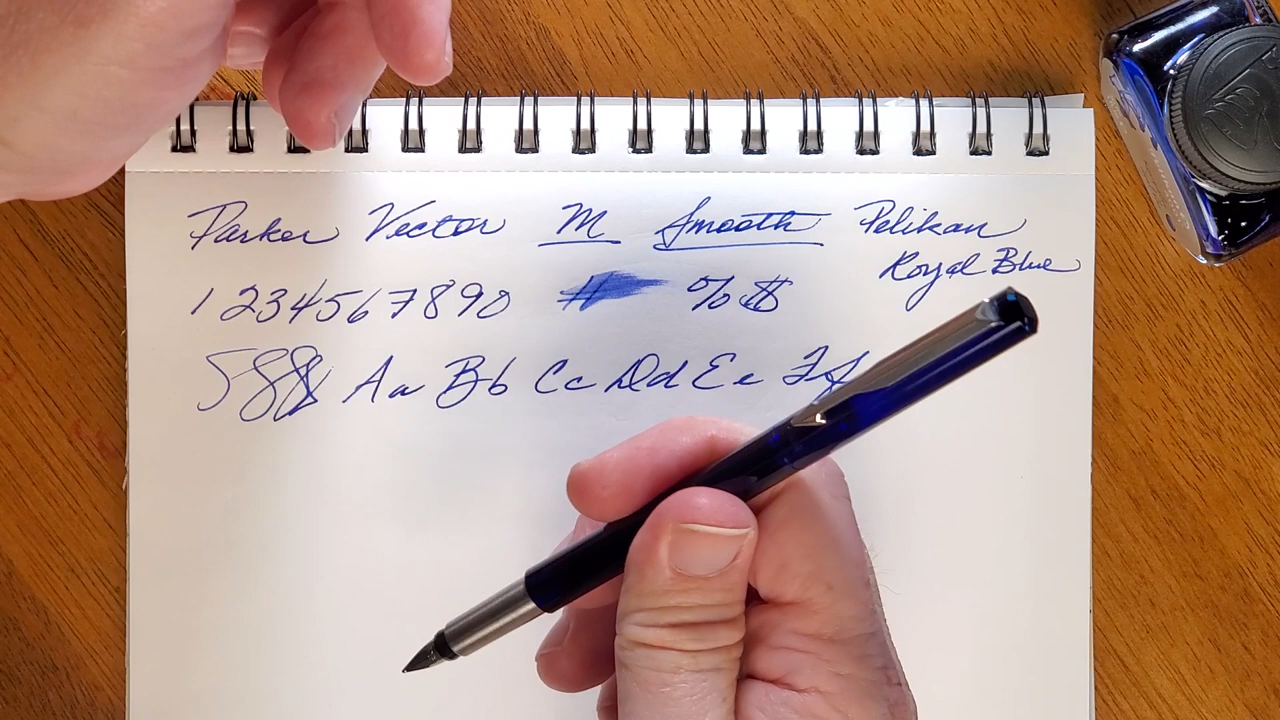 Parker Vector M Smooth Pelikan
Royal Blue
1234567890 # % $
Aa Bb Cc Dd Ee Ff